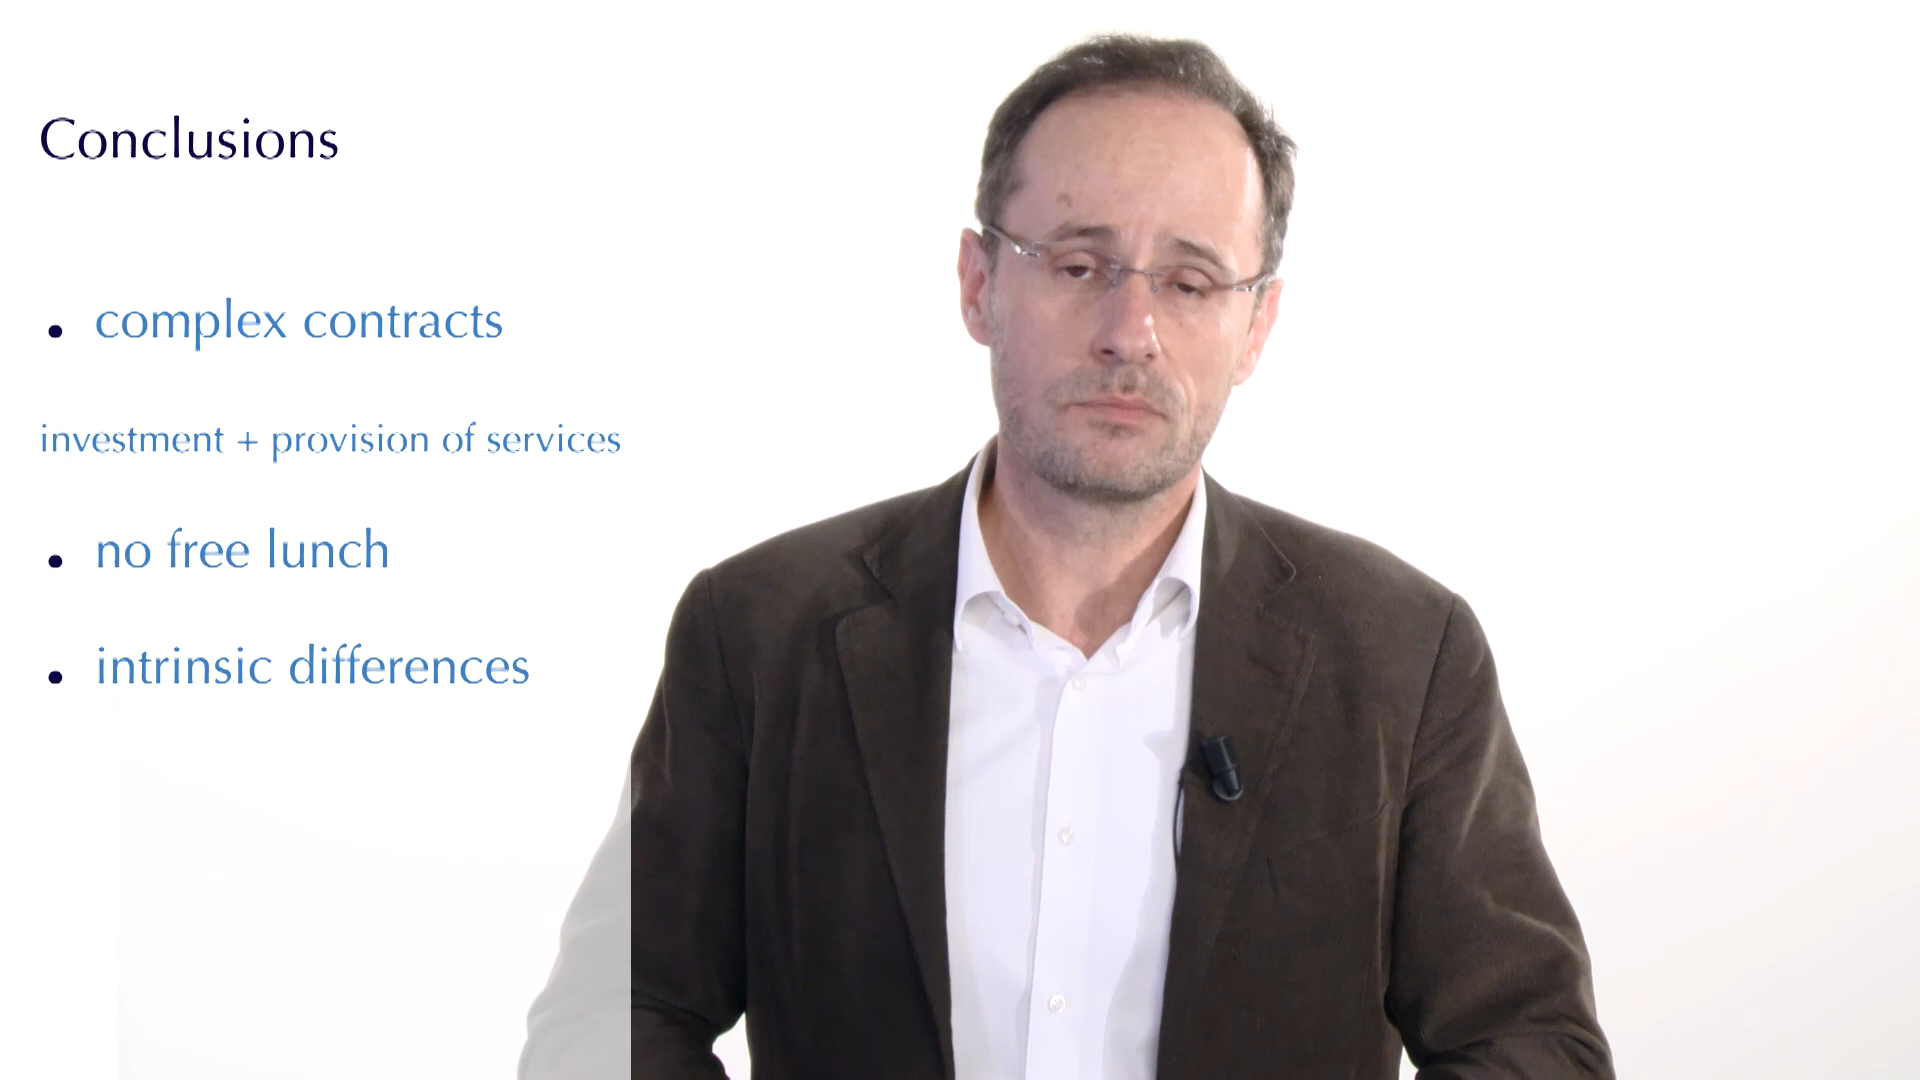 Conclusions
• complex contracts
investment + provision of services
• no free lunch
• intrinsic differences